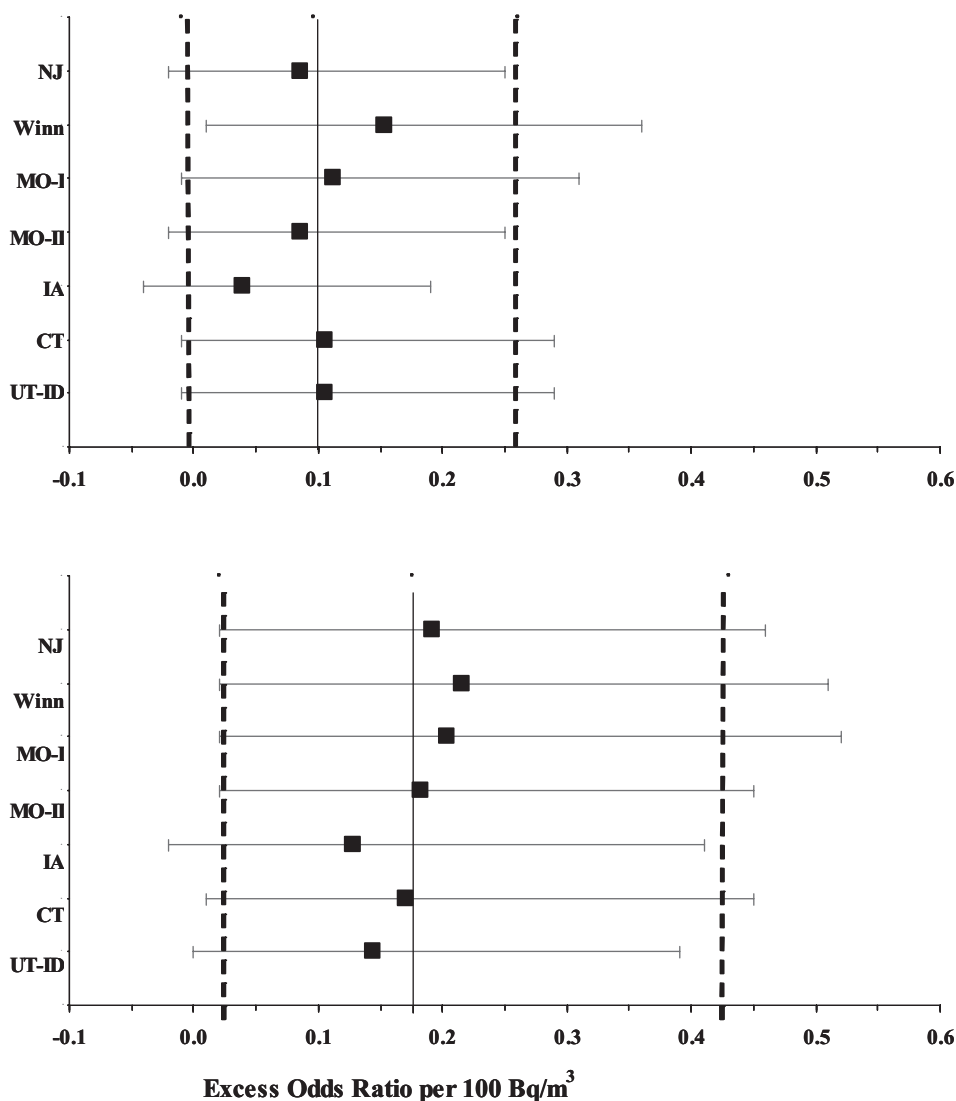 NJ
Winn
MO-I
MO-II
IA
CT
UT-ID
-0.1 0.0 0.1 0.2 0.3 0.4 0.5 0.6
NJ
Winn
MO-I
MO-II
IA
CT
UT-ID
-0.1 0.0 0.1 0.2 0.3 0.4 0.5 0.6
Excess Odds Ratio per 100 Bq/m³